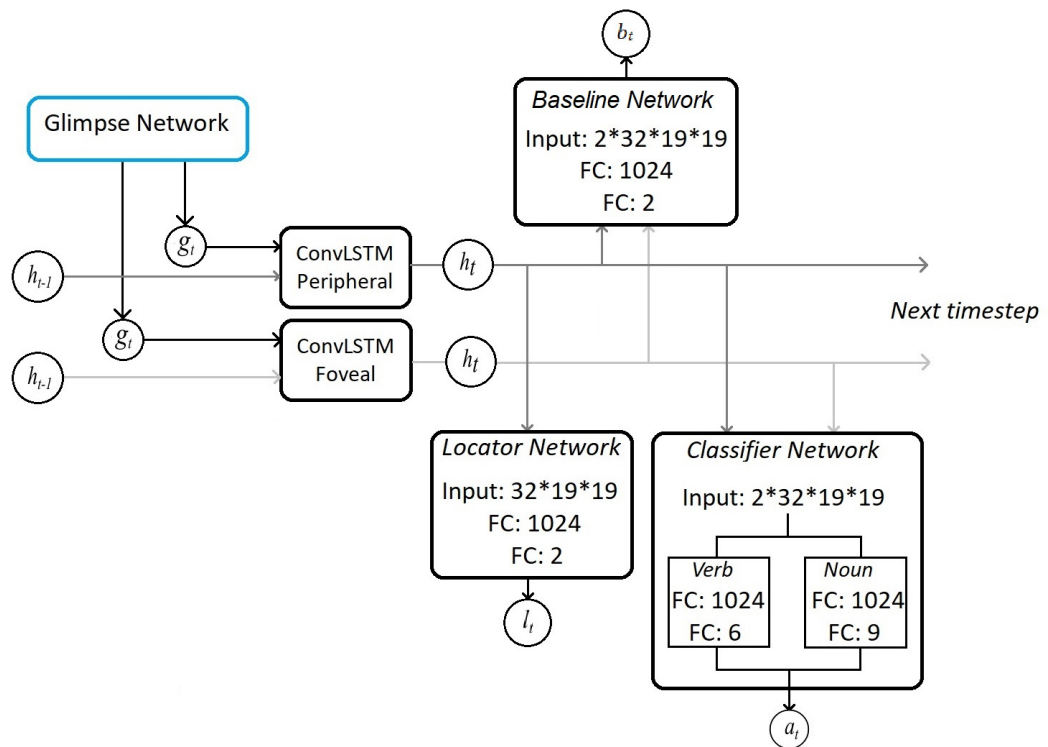 b_t
Baseline Network
Input: 2*32*19*19
FC: 1024
FC: 2
Glimpse Network
g_t
ConvLSTM
Peripheral
h_{t-1}
h_t
Next timestep
g_t
ConvLSTM
Foveal
h_{t-1}
h_t
Locator Network
Input: 32*19*19
FC: 1024
FC: 2
l_t
Classifier Network
Input: 2*32*19*19
Verb
FC: 1024
FC: 6
Noun
FC: 1024
FC: 9
a_t